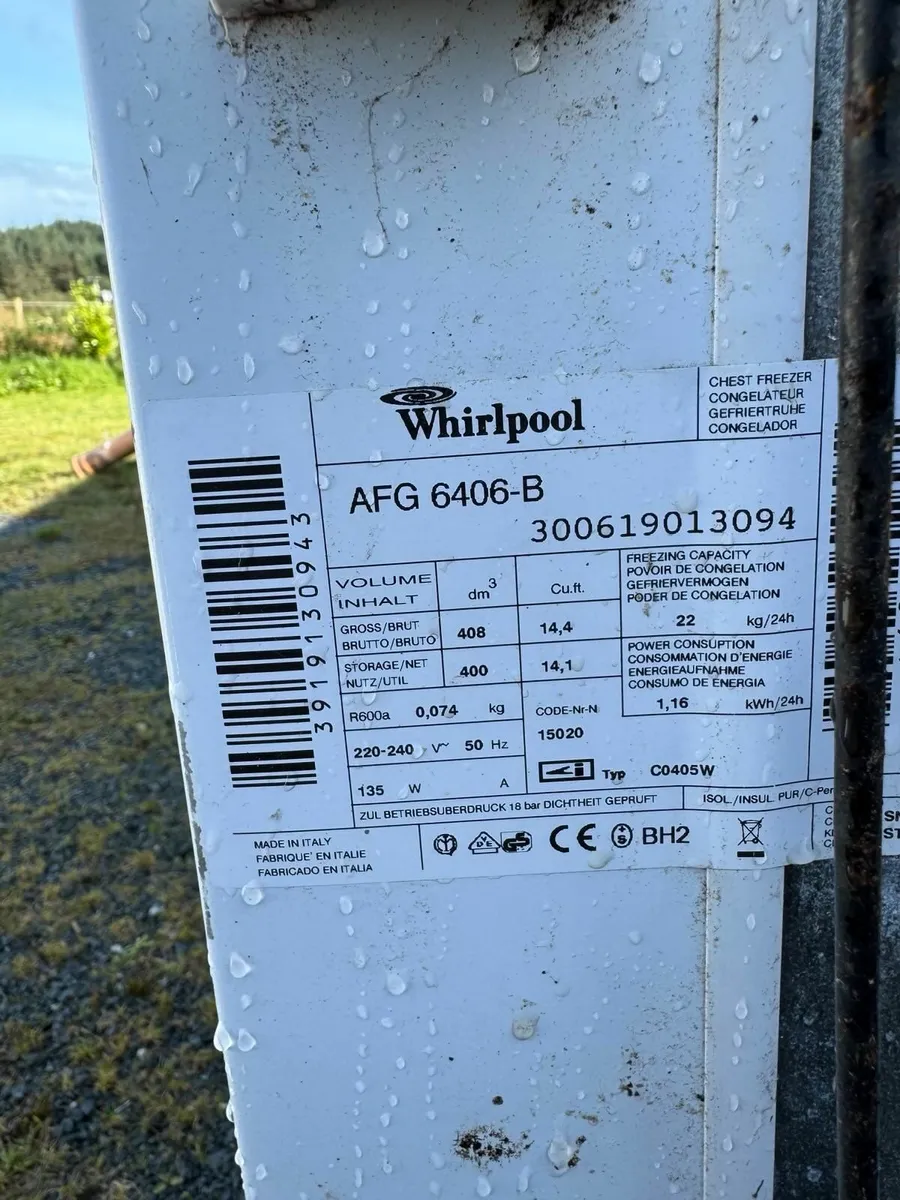 Whirlpool
CHEST FREEZER
CONGELATEUR
GEFRIERTRUHE
CONGELADOR
AFG 6406-B
300619013094
3919130943
VOLUME
INHALT
dm3
Cu.ft.
GROSS/BRUT
BRUTTO/BRUTO
408
14,4
STORAGE/NET
NUTZ/UTIL
400
14,1
FREEZING CAPACITY
POVOIR DE CONGELATION
GEFRIERVERMOGEN
PODER DE CONGELATION
22 kg/24h
POWER CONSUPTION
CONSOMMATION D'ENERGIE
ENERGIEAUFNAHME
CONSUMO DE ENERGIA
1,16 kWh/24h
R600a 0,074 kg
220-240 V~ 50 Hz
135 W A
CODE-Nr-N
15020
Typ C0405W
ZUL BETRIEBSUBERDRUCK 18 bar DICHTHEIT GEPRUFT
ISOL./INSUL PUR/C-Per
MADE IN ITALY
FABRIQUE' EN ITALIE
FABRICADO EN ITALIA
CE S BH2
SN
ST